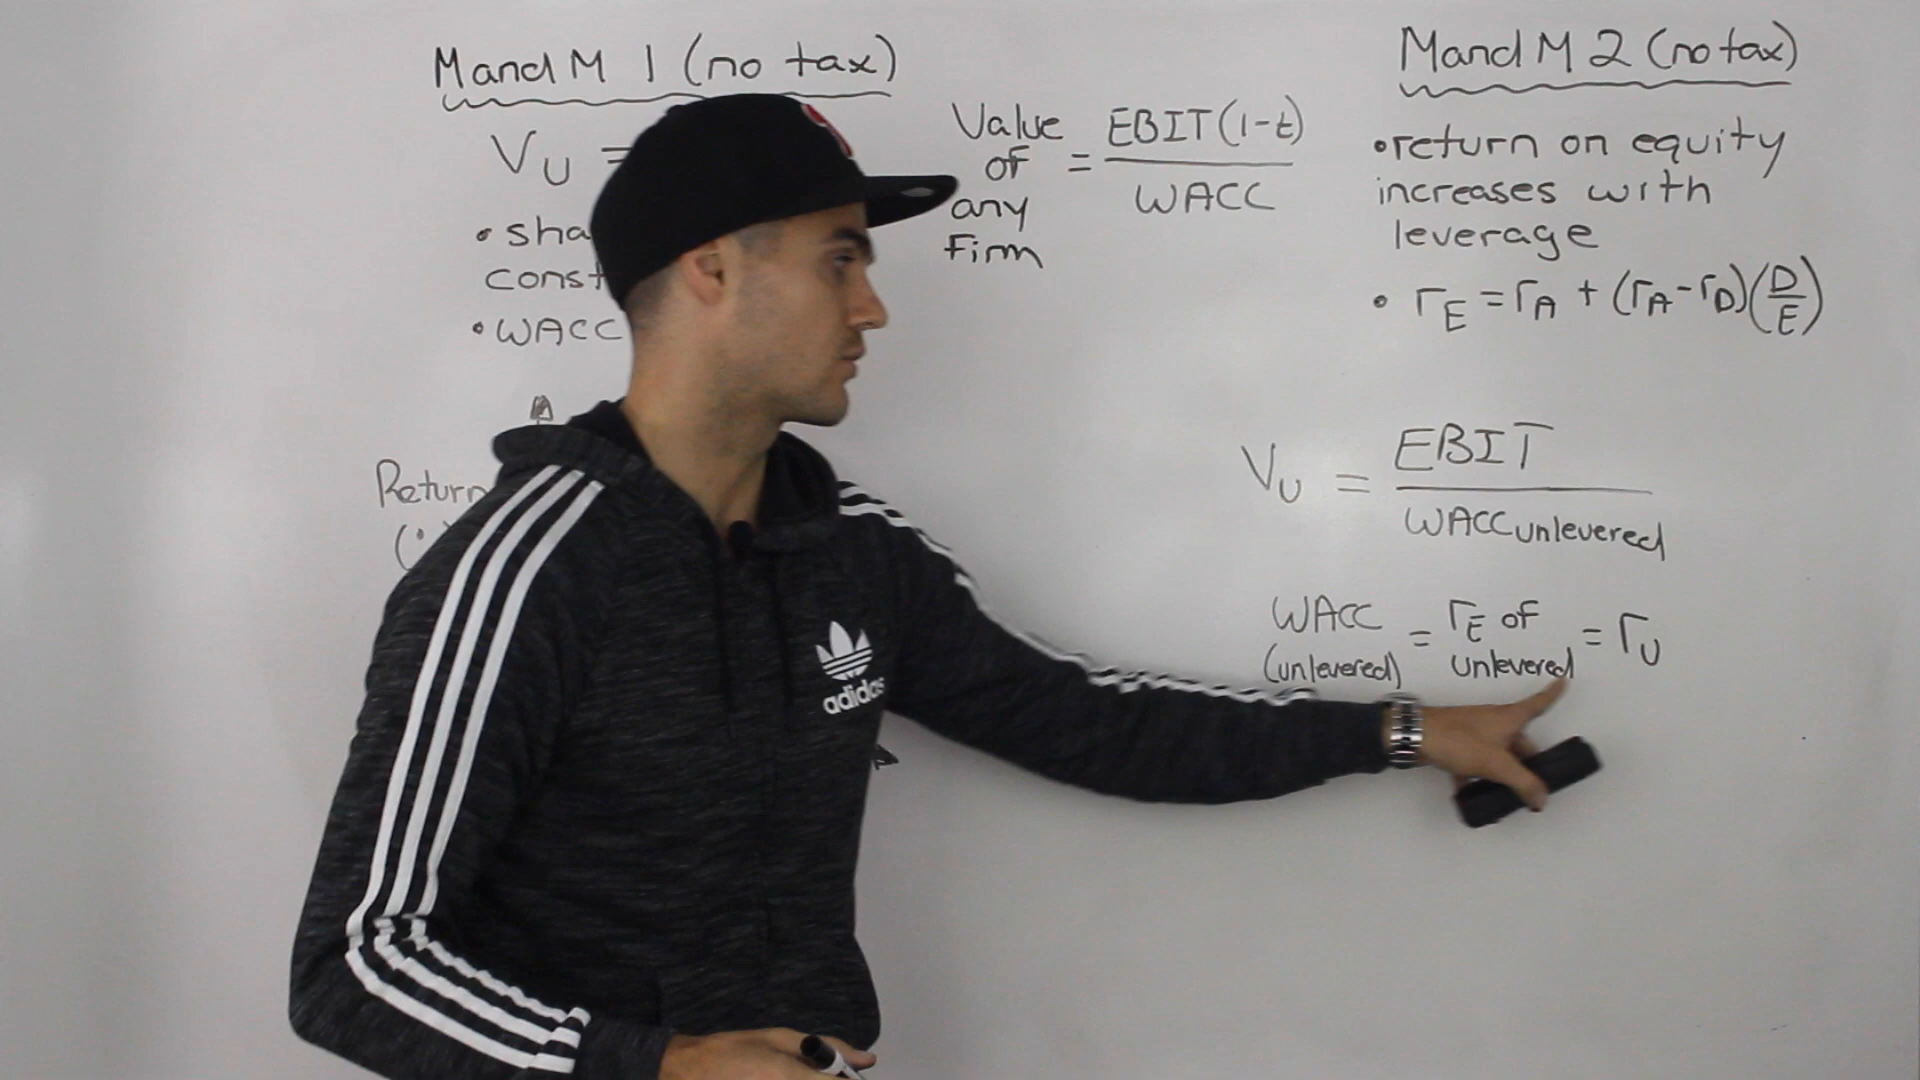 M and M 1 (no tax)
V_U =
• sha
const
• WACC
Return
Value
of
any
firm
= EBIT(1-t)
WACC
M and M 2 (no tax)
• return on equity
increases with
leverage
• r_E = r_A + (r_A - r_D)(D/E)
V_U = EBIT
WACC unlevered
WACC
(unlevered)
= r_E of
unlevered
= r_U
adidas